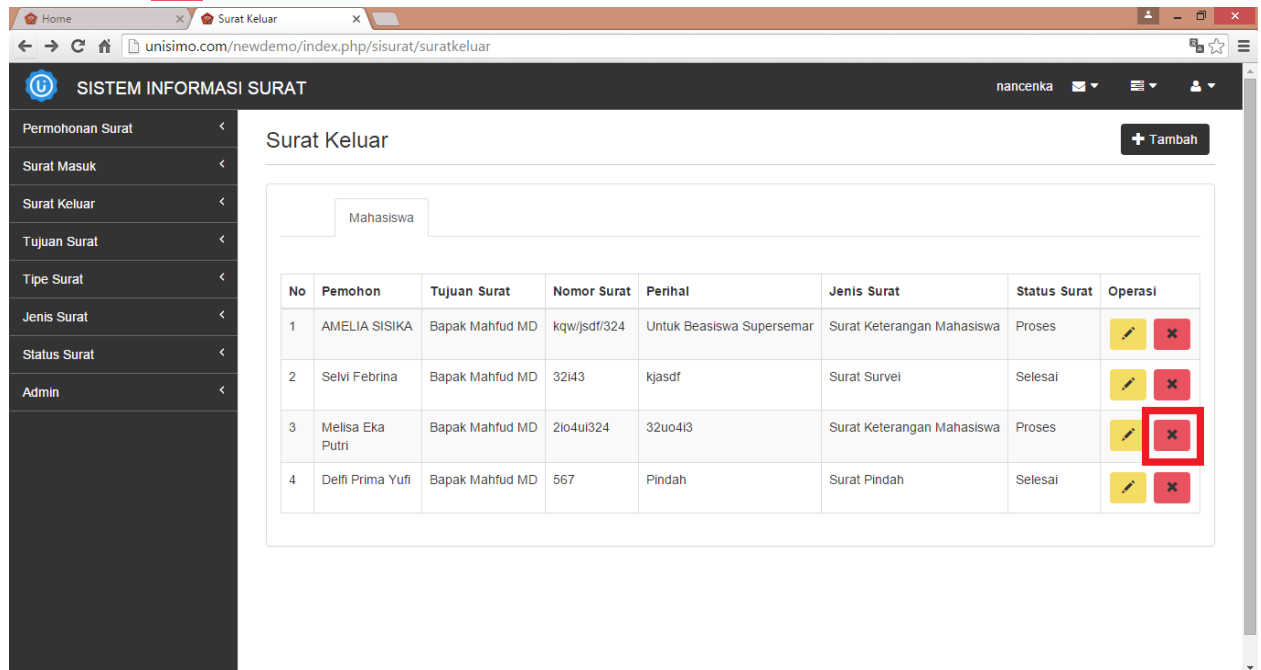 Home
Surat Keluar
unisimo.com/newdemo/index.php/sisurat/suratkeluar
SISTEM INFORMASI SURAT
nancenka
Permohonan Surat
Surat Masuk
Surat Keluar
Tujuan Surat
Tipe Surat
Jenis Surat
Status Surat
Admin
Surat Keluar
Tambah
Mahasiswa
No Pemohon Tujuan Surat Nomor Surat Perihal Jenis Surat Status Surat Operasi
1 AMELIA SISIKA Bapak Mahfud MD kqw/jsdf/324 Untuk Beasiswa Supersemar Surat Keterangan Mahasiswa Proses
2 Selvi Febrina Bapak Mahfud MD 32i43 kjasdf Surat Survei Selesai
3 Melisa Eka Bapak Mahfud MD 2io4ui324 32uo4i3 Surat Keterangan Mahasiswa Proses
Putri
4 Delfi Prima Yufi Bapak Mahfud MD 567 Pindah Surat Pindah Selesai